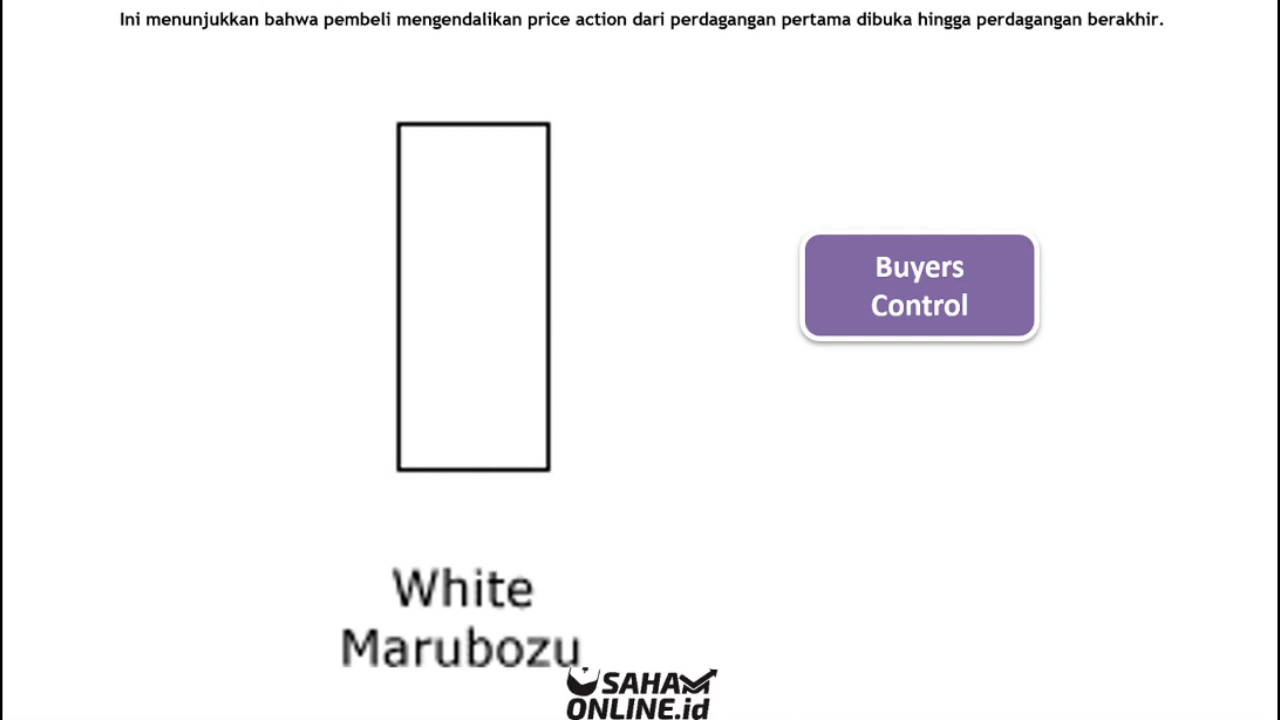 Ini menunjukkan bahwa pembeli mengendalikan price action dari perdagangan pertama dibuka hingga perdagangan berakhir.
Buyers
Control
White
Marubozu
SAHAM
ONLINE.id